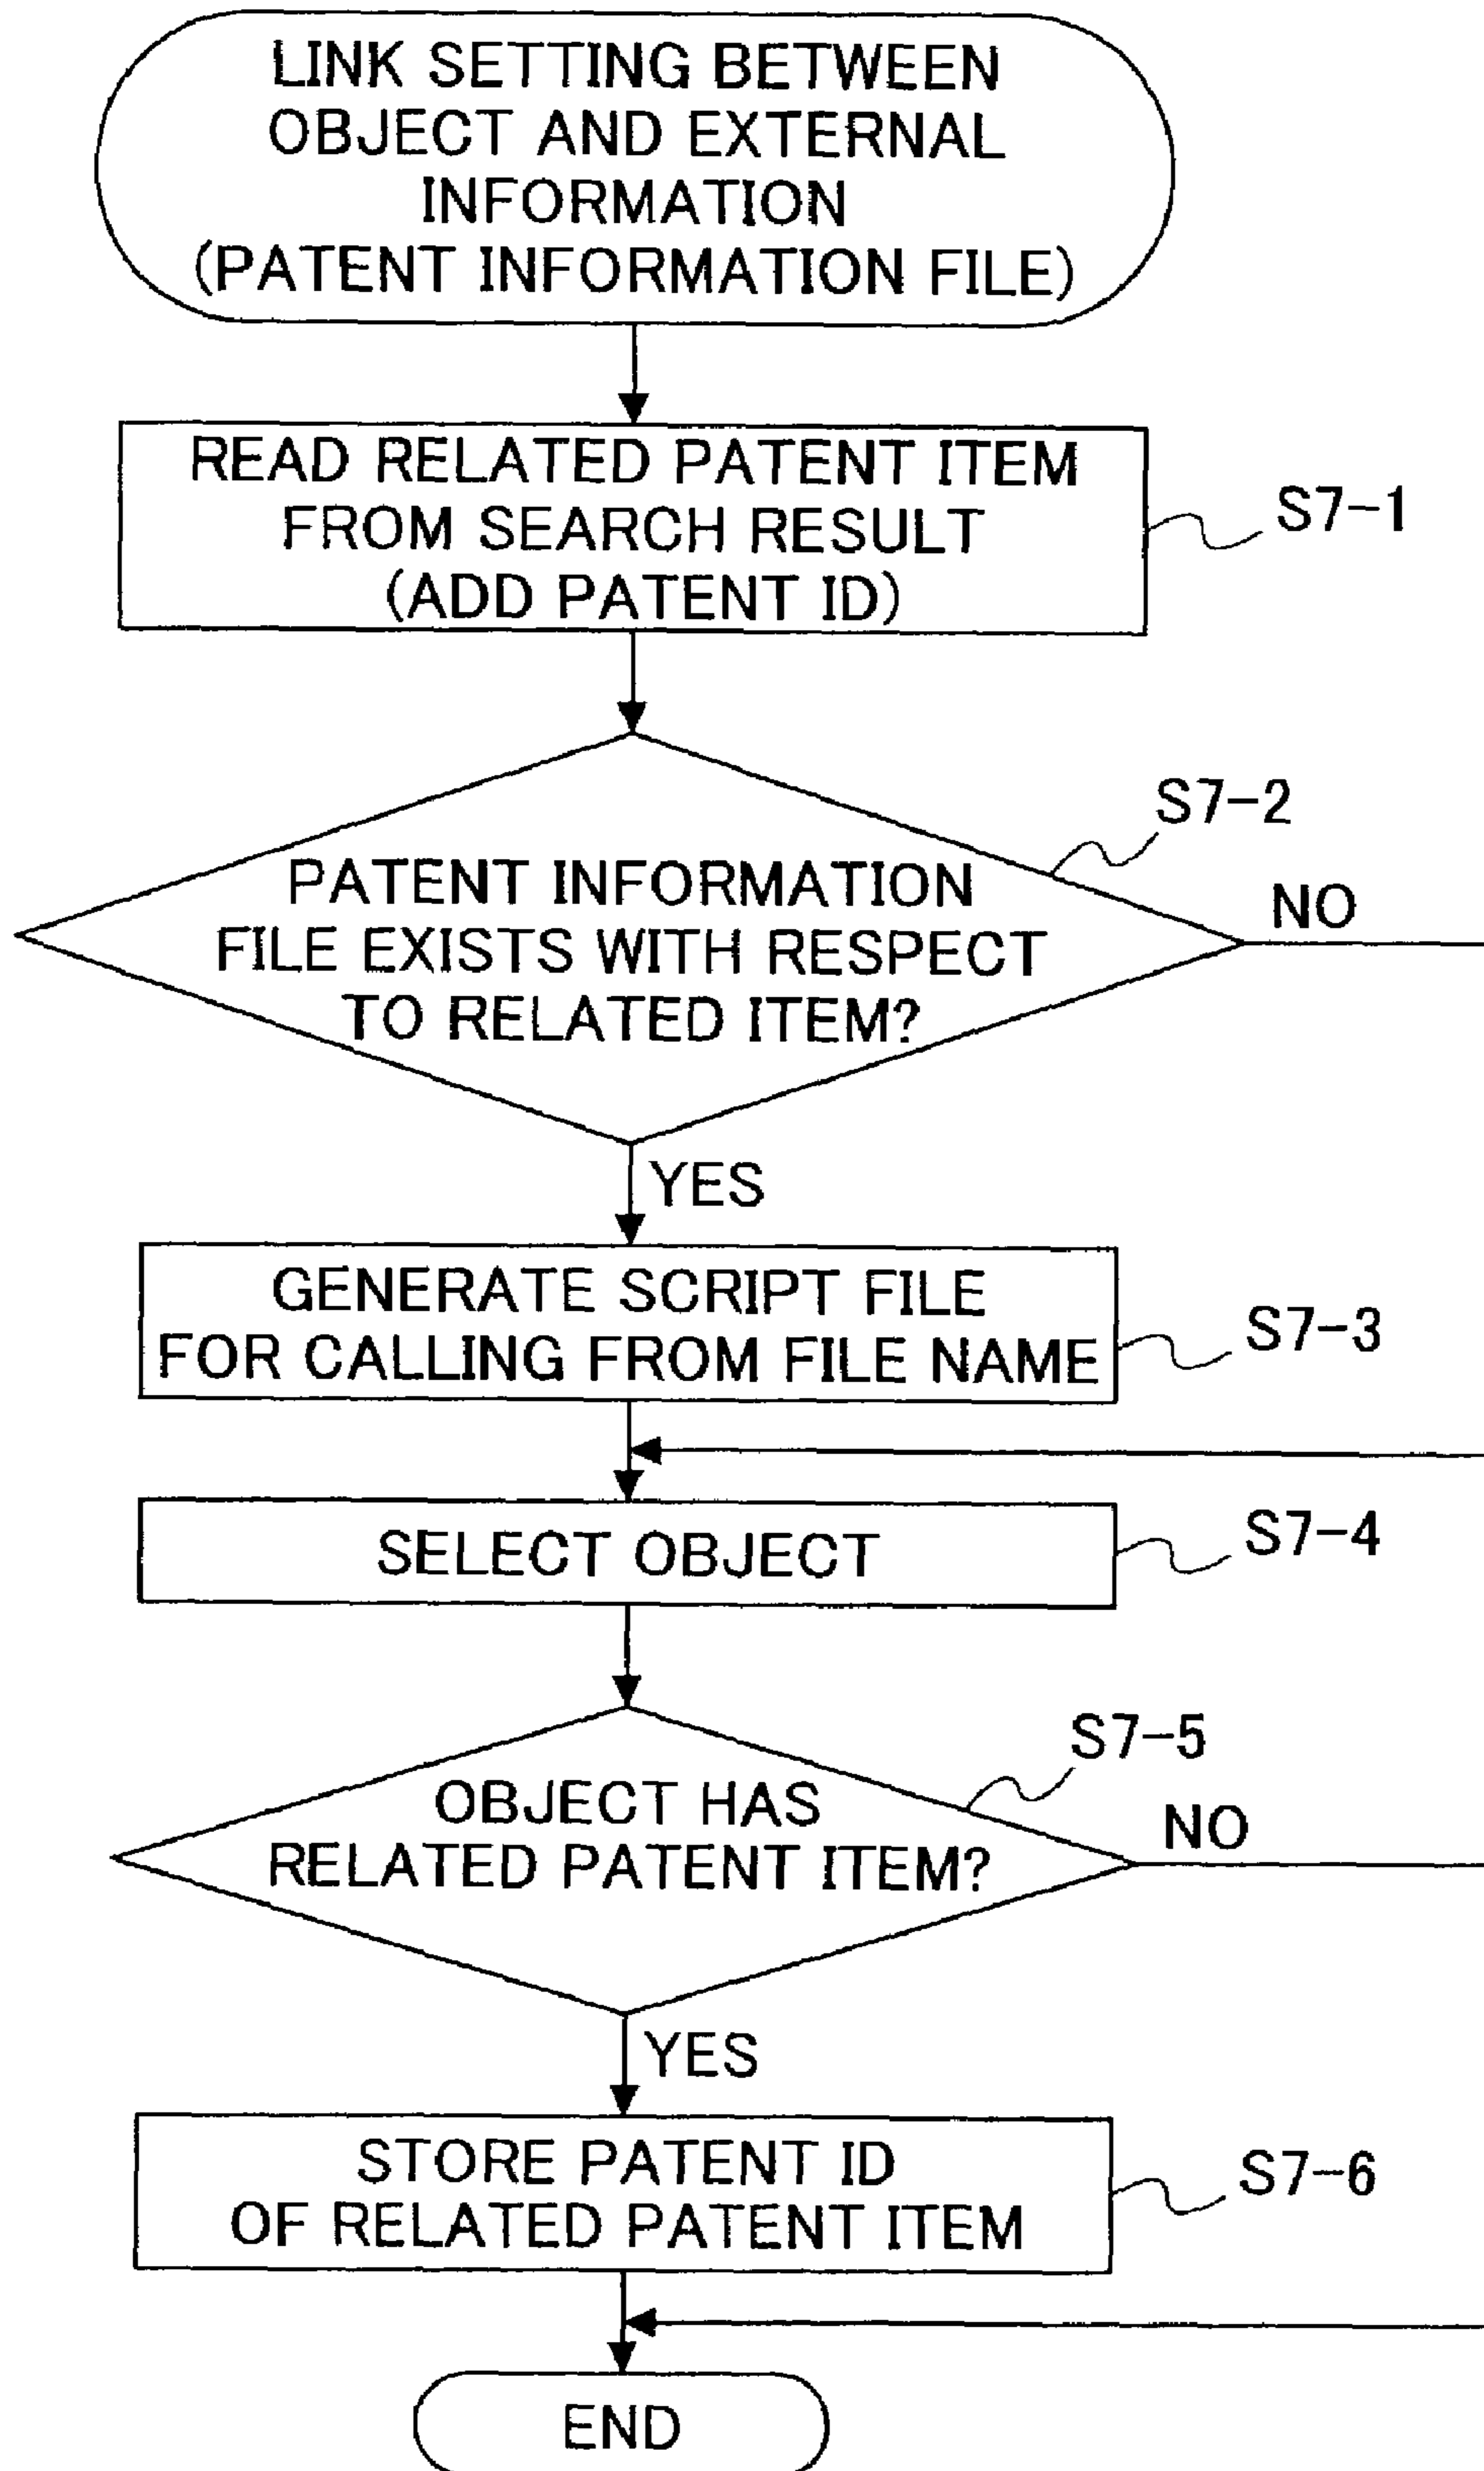 LINK SETTING BETWEEN
OBJECT AND EXTERNAL
INFORMATION
(PATENT INFORMATION FILE)
READ RELATED PATENT ITEM
FROM SEARCH RESULT
(ADD PATENT ID)
S7-1
S7-2
PATENT INFORMATION
FILE EXISTS WITH RESPECT
TO RELATED ITEM?
NO
YES
GENERATE SCRIPT FILE
FOR CALLING FROM FILE NAME
S7-3
SELECT OBJECT
S7-4
S7-5
OBJECT HAS
RELATED PATENT ITEM?
NO
YES
STORE PATENT ID
OF RELATED PATENT ITEM
S7-6
END